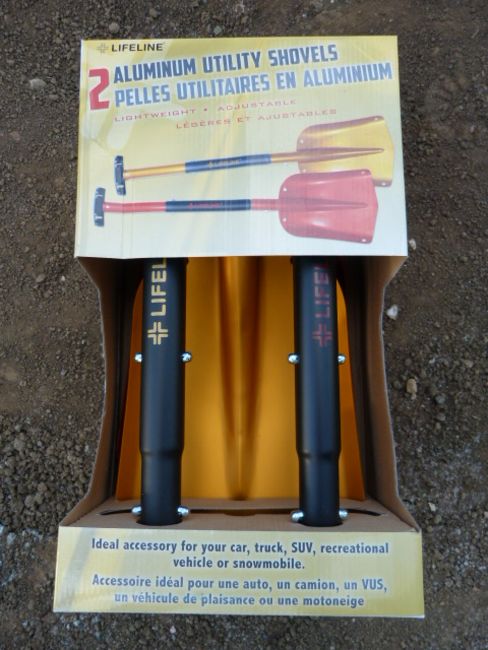 LIFELINE
2 ALUMINUM UTILITY SHOVELS
PELLES UTILITAIRES EN ALUMINIUM
LIGHTWEIGHT • ADJUSTABLE
LÉGÈRES ET AJUSTABLES
LIFELINE
LIFELINE
Ideal accessory for your car, truck, SUV, recreational
vehicle or snowmobile.
Accessoire idéal pour une auto, un camion, un VUS,
un véhicule de plaisance ou une motoneige